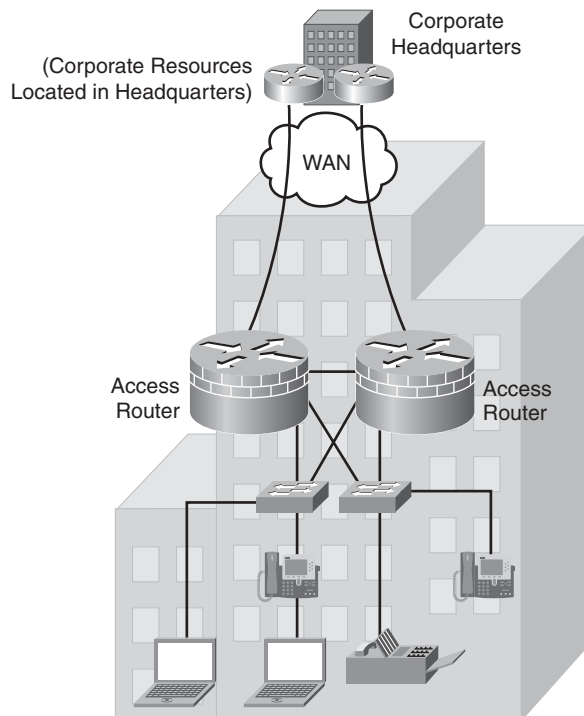 Corporate
Headquarters
(Corporate Resources
Located in Headquarters)
WAN
Access
Router
Access
Router